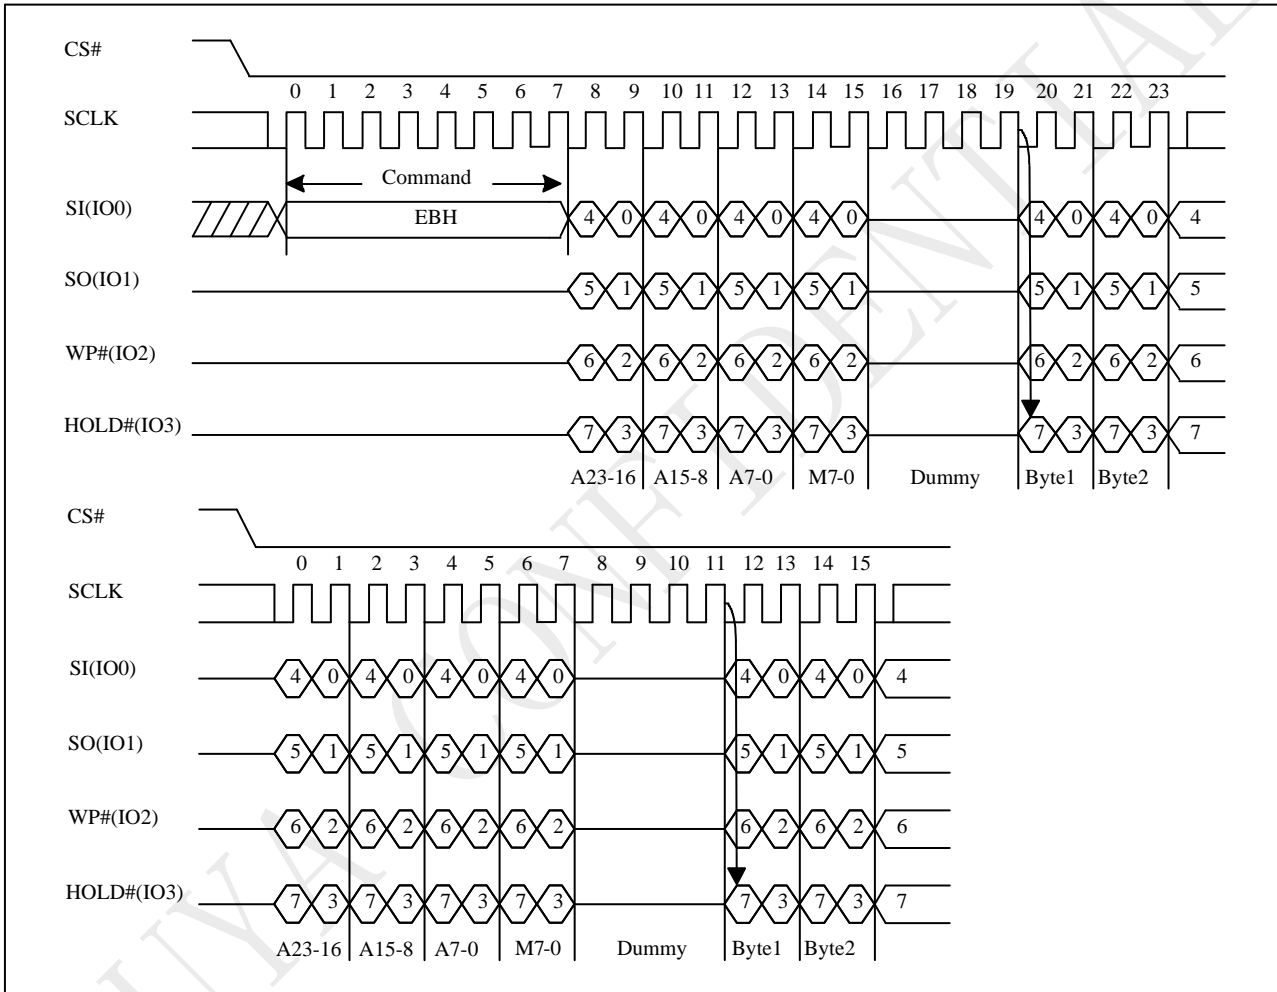 CS#
0 1 2 3 4 5 6 7 8 9 10 11 12 13 14 15 16 17 18 19 20 21 22 23
SCLK
Command
SI(IO0) EBH 4 0 4 0 4 0 4 0 4 0 4 0 4
SO(IO1) 5 1 5 1 5 1 5 1 5 1 5 1 5
WP#(IO2) 6 2 6 2 6 2 6 2 6 2 6 2 6
HOLD#(IO3) 7 3 7 3 7 3 7 3 7 3 7 3 7
A23-16 A15-8 A7-0 M7-0 Dummy Byte1 Byte2
CS#
0 1 2 3 4 5 6 7 8 9 10 11 12 13 14 15
SCLK
SI(IO0) 4 0 4 0 4 0 4 0 4 0 4 0 4
SO(IO1) 5 1 5 1 5 1 5 1 5 1 5 1 5
WP#(IO2) 6 2 6 2 6 2 6 2 6 2 6 2 6
HOLD#(IO3) 7 3 7 3 7 3 7 3 7 3 7 3 7
A23-16 A15-8 A7-0 M7-0 Dummy Byte1 Byte2
UYA CONFIDENTIAL